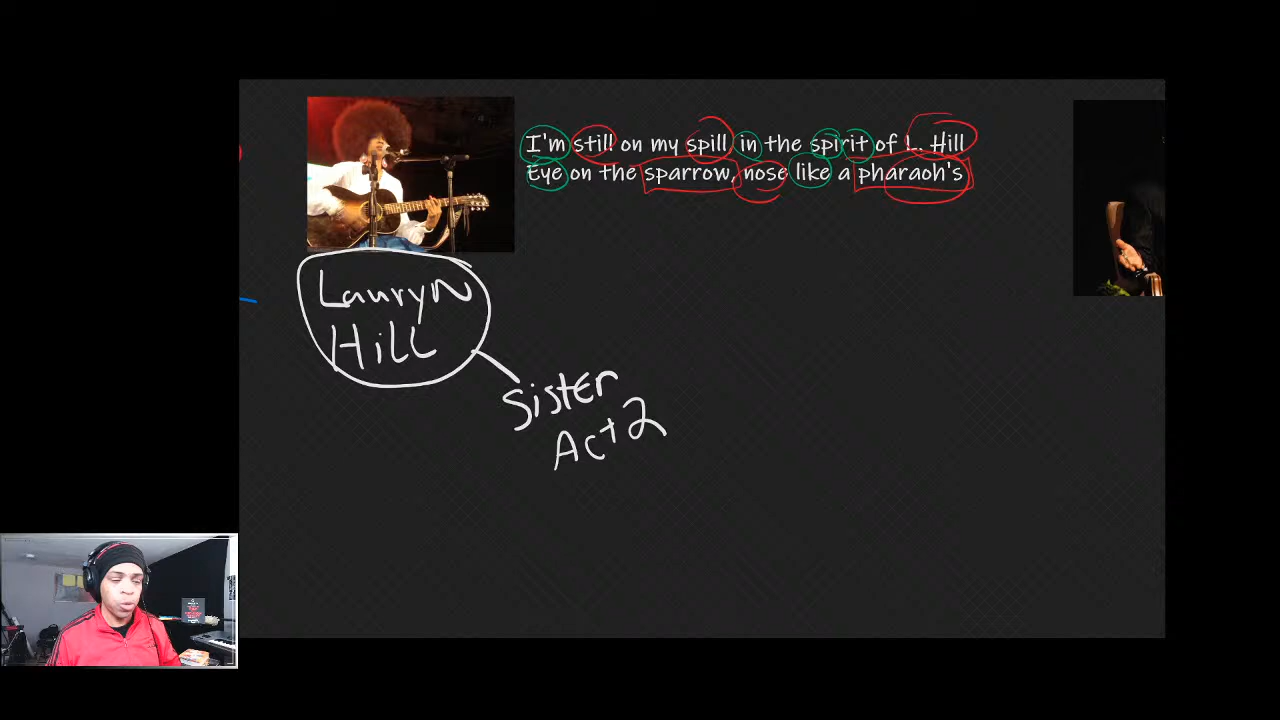 I'm still on my spill in the spirit of L. Hill
Eye on the sparrow, nose like a pharaoh's
Lauryn
Hill
Sister
Act 2